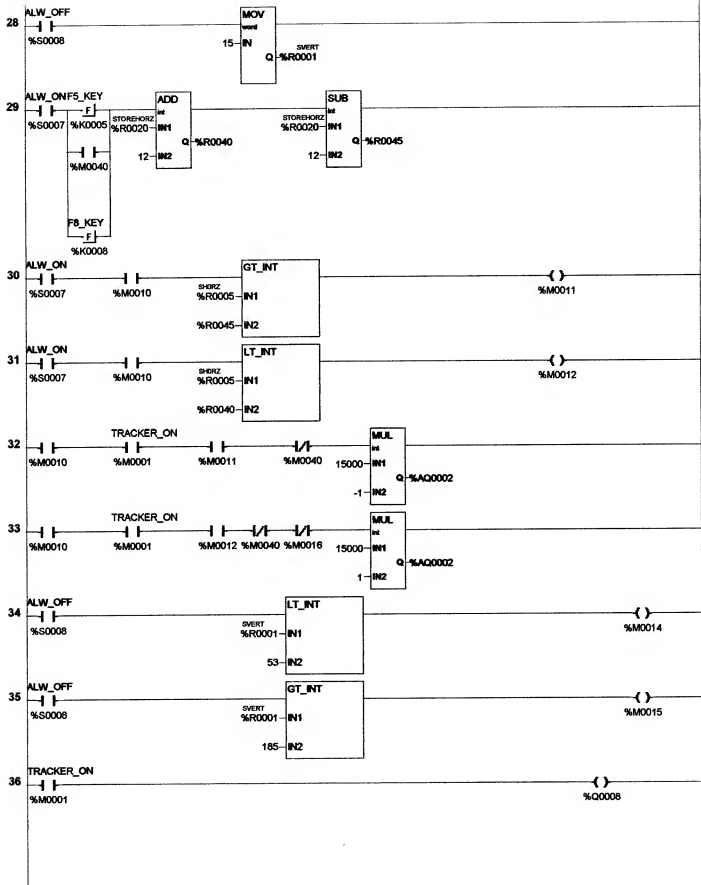 28
ALW_OFF
%S0008
MOV
word
15
IN
SVERT
Q
%R0001
29
ALW_ON
F5_KEY
%S0007
F
%K0005
%M0040
F8_KEY
F
%K0008
STOREHORZ
%R0020
ADD
int
IN1
Q
%R0040
12
IN2
STOREHORZ
%R0020
SUB
int
IN1
Q
%R0045
12
IN2
30
ALW_ON
%S0007
%M0010
GT_INT
SHORZ
%R0005
IN1
%R0045
IN2
%M0011
31
ALW_ON
%S0007
%M0010
LT_INT
SHORZ
%R0005
IN1
%R0040
IN2
%M0012
32
TRACKER_ON
%M0010
%M0001
%M0011
%M0040
MUL
int
15000
IN1
Q
%AQ0002
-1
IN2
33
TRACKER_ON
%M0010
%M0001
%M0012
%M0040
%M0016
MUL
int
15000
IN1
Q
%AQ0002
1
IN2
34
ALW_OFF
%S0008
LT_INT
SVERT
%R0001
IN1
53
IN2
%M0014
35
ALW_OFF
%S0008
GT_INT
SVERT
%R0001
IN1
185
IN2
%M0015
36
TRACKER_ON
%M0001
%Q0008